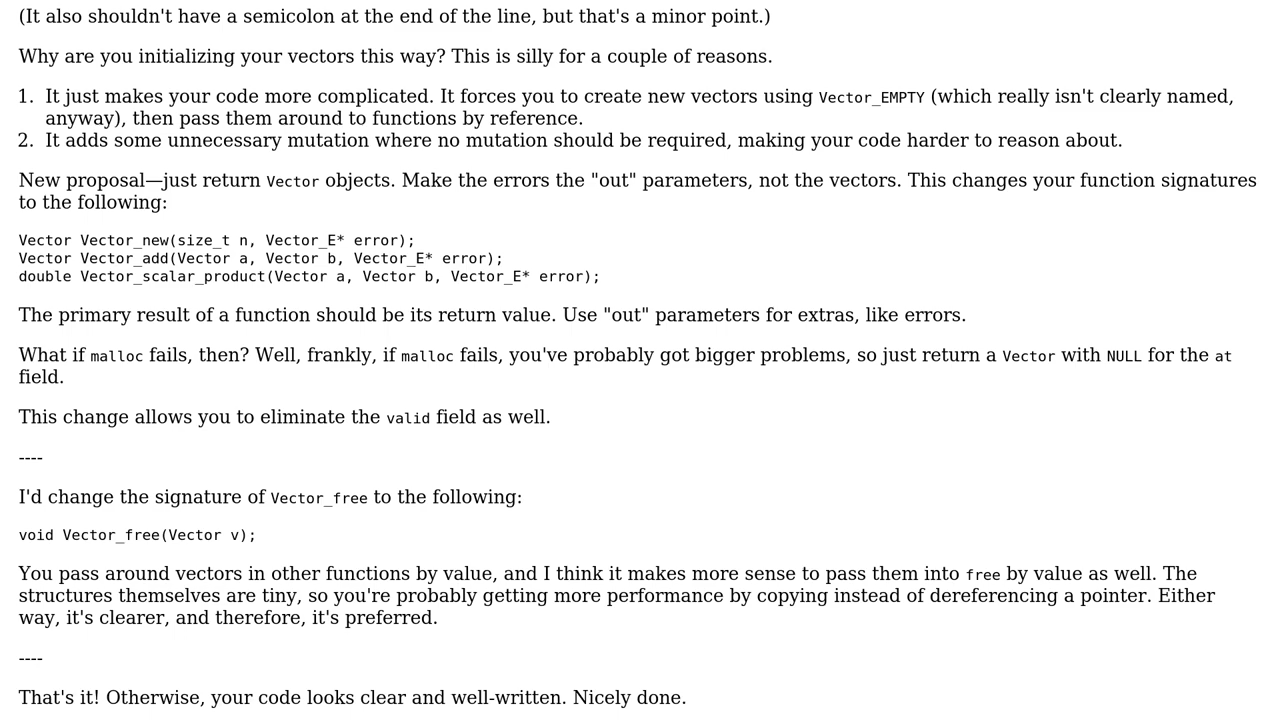 (It also shouldn't have a semicolon at the end of the line, but that's a minor point.)
Why are you initializing your vectors this way? This is silly for a couple of reasons.
1. It just makes your code more complicated. It forces you to create new vectors using Vector_EMPTY (which really isn't clearly named,
anyway), then pass them around to functions by reference.
2. It adds some unnecessary mutation where no mutation should be required, making your code harder to reason about.
New proposal—just return Vector objects. Make the errors the "out" parameters, not the vectors. This changes your function signatures
to the following:
Vector Vector_new(size_t n, Vector_E* error);
Vector Vector_add(Vector a, Vector b, Vector_E* error);
double Vector_scalar_product(Vector a, Vector b, Vector_E* error);
The primary result of a function should be its return value. Use "out" parameters for extras, like errors.
What if malloc fails, then? Well, frankly, if malloc fails, you've probably got bigger problems, so just return a Vector with NULL for the at
field.
This change allows you to eliminate the valid field as well.
----
I'd change the signature of Vector_free to the following:
void Vector_free(Vector v);
You pass around vectors in other functions by value, and I think it makes more sense to pass them into free by value as well. The
structures themselves are tiny, so you're probably getting more performance by copying instead of dereferencing a pointer. Either
way, it's clearer, and therefore, it's preferred.
----
That's it! Otherwise, your code looks clear and well-written. Nicely done.